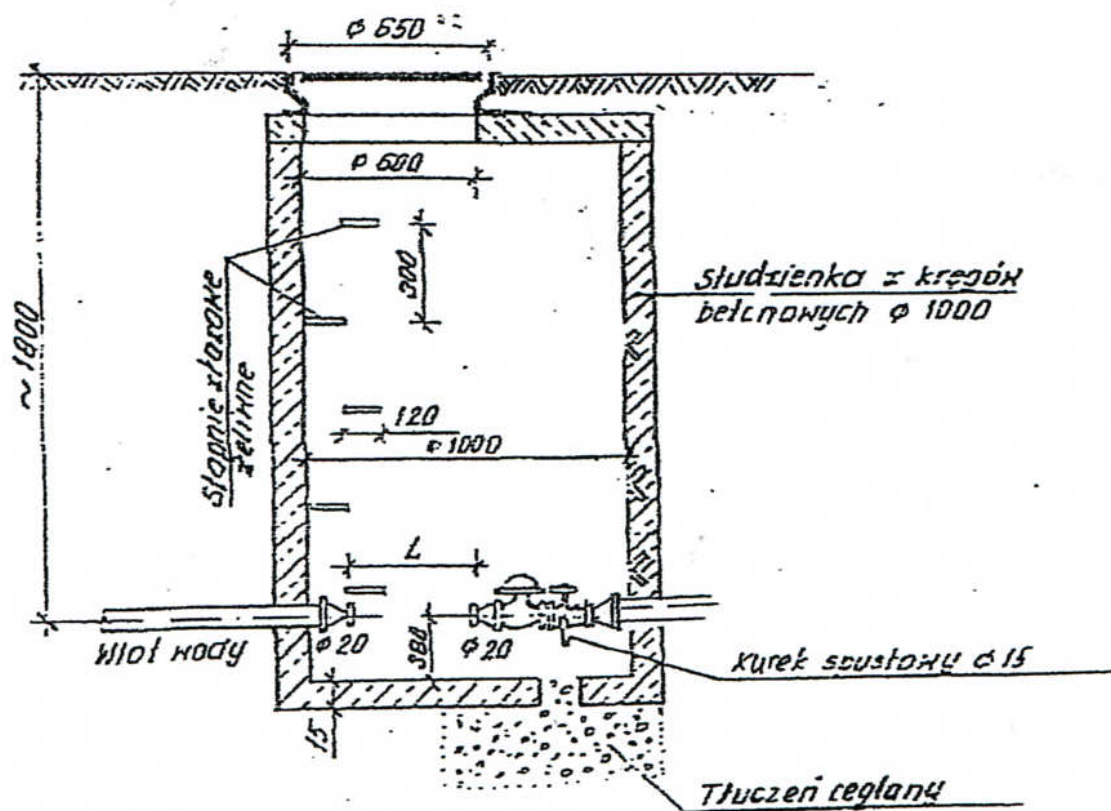 ø 650
ø 600
300
Studzienka z kręgów
betonowych ø 1000
~ 1800
Stopnie złazowe
żeliwne
120
ø 1000
L
Wlot wody
ø 20
380
ø 20
Kurek spustowy ø 15
15
Tłuczeń ceglany